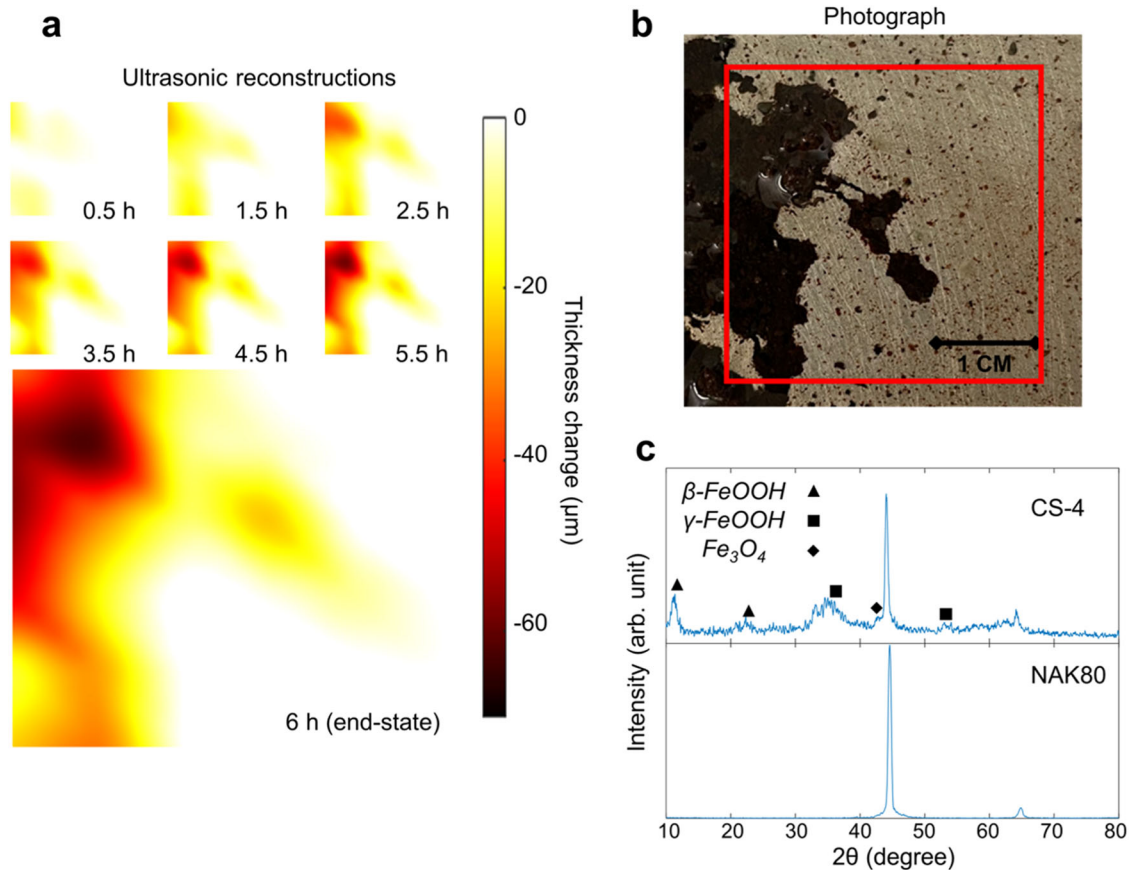 a
Ultrasonic reconstructions
0.5 h
1.5 h
2.5 h
3.5 h
4.5 h
5.5 h
6 h (end-state)
0
-20
-40
-60
Thickness change (μm)
b
Photograph
1 CM
c
β-FeOOH
γ-FeOOH
Fe₃O₄
CS-4
NAK80
Intensity (arb. unit)
10 20 30 40 50 60 70 80
2θ (degree)